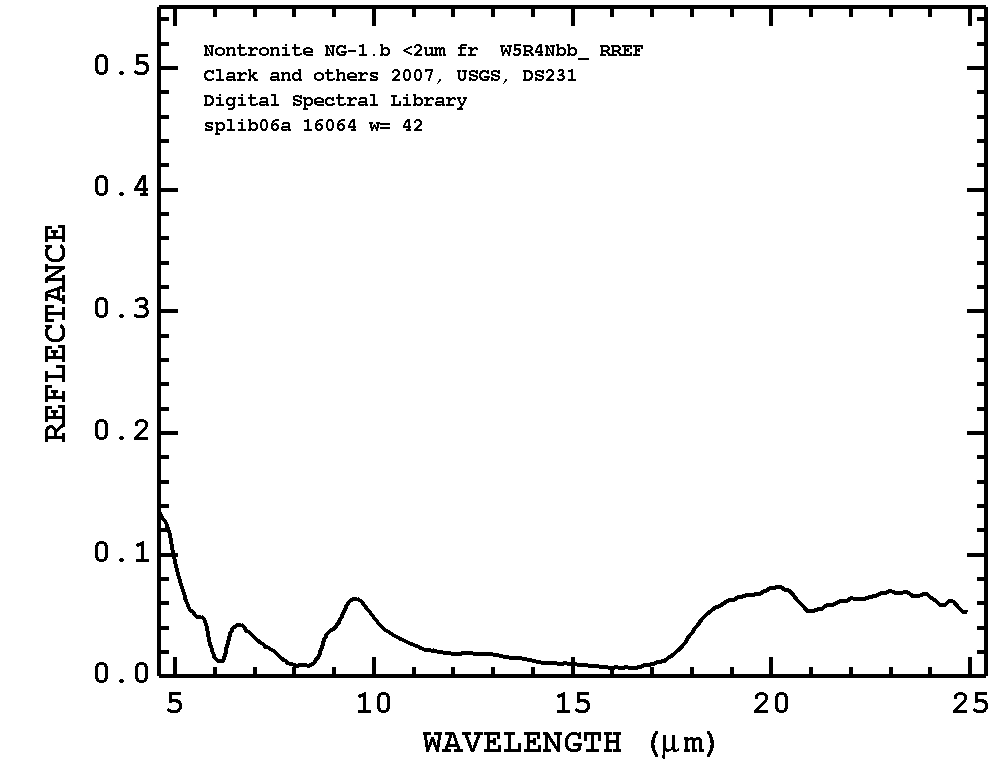 Nontronite NG-1.b <2um fr W5R4Nbb_ RREF
Clark and others 2007, USGS, DS231
Digital Spectral Library
splib06a 16064 w= 42
REFLECTANCE
0.5
0.4
0.3
0.2
0.1
0.0
5 10 15 20 25
WAVELENGTH (μm)